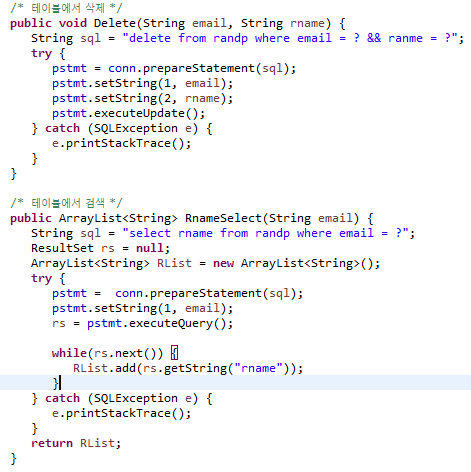 /* 테이블에서 삭제 */
public void Delete(String email, String rname) {
String sql = "delete from randp where email = ? && ranme = ?";
try {
pstmt = conn.prepareStatement(sql);
pstmt.setString(1, email);
pstmt.setString(2, rname);
pstmt.executeUpdate();
} catch (SQLException e) {
e.printStackTrace();
}
}
/* 테이블에서 검색 */
public ArrayList<String> RnameSelect(String email) {
String sql = "select rname from randp where email = ?";
ResultSet rs = null;
ArrayList<String> RList = new ArrayList<String>();
try {
pstmt =  conn.prepareStatement(sql);
pstmt.setString(1, email);
rs = pstmt.executeQuery();
while(rs.next()) {
RList.add(rs.getString("rname"));
}
} catch (SQLException e) {
e.printStackTrace();
}
return RList;
}